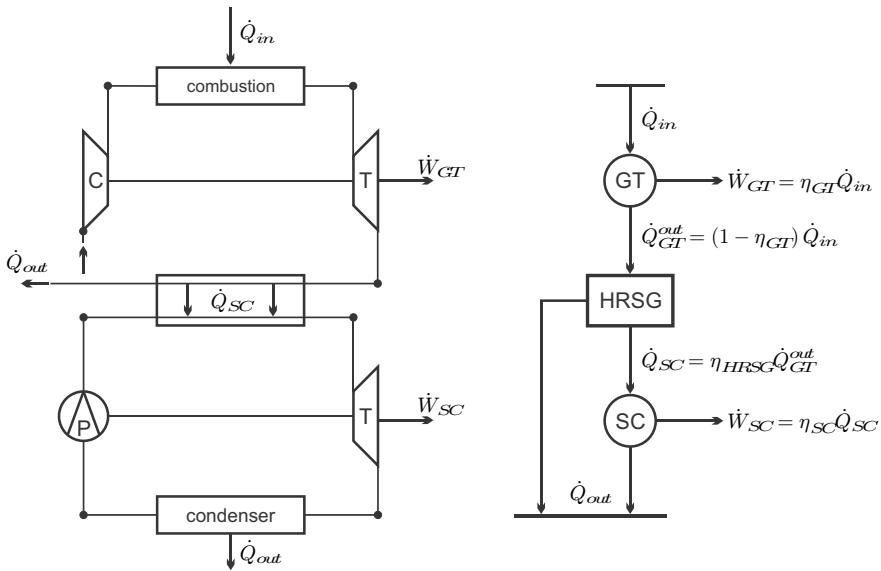 Q̇_in
combustion
C
T
Ẇ_GT
Q̇_out
Q̇_SC
P
T
Ẇ_SC
condenser
Q̇_out
Q̇_in
GT
Ẇ_GT = η_GT Q̇_in
Q̇_GT^out = (1 − η_GT) Q̇_in
HRSG
Q̇_SC = η_HRSG Q̇_GT^out
SC
Ẇ_SC = η_SC Q̇_SC
Q̇_out